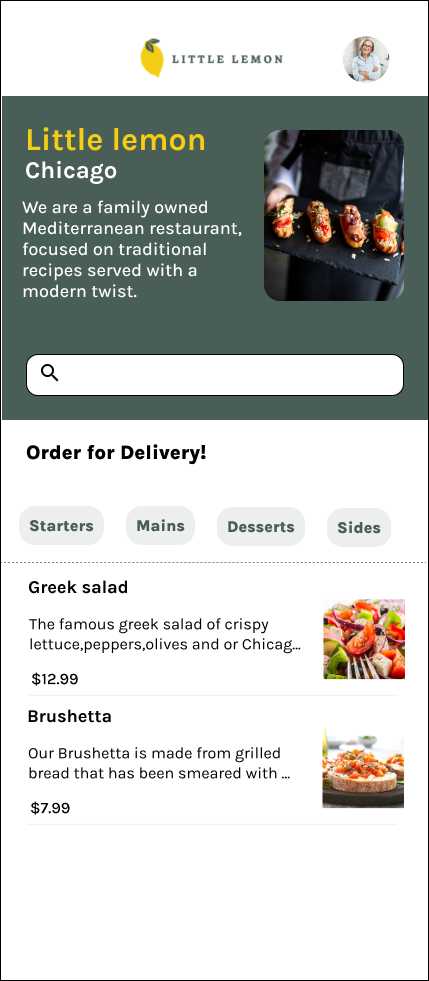 LITTLE LEMON
Little lemon
Chicago
We are a family owned
Mediterranean restaurant,
focused on traditional
recipes served with a
modern twist.
Order for Delivery!
Starters Mains Desserts Sides
Greek salad
The famous greek salad of crispy
lettuce,peppers,olives and or Chicag...
$12.99
Brushetta
Our Brushetta is made from grilled
bread that has been smeared with ...
$7.99